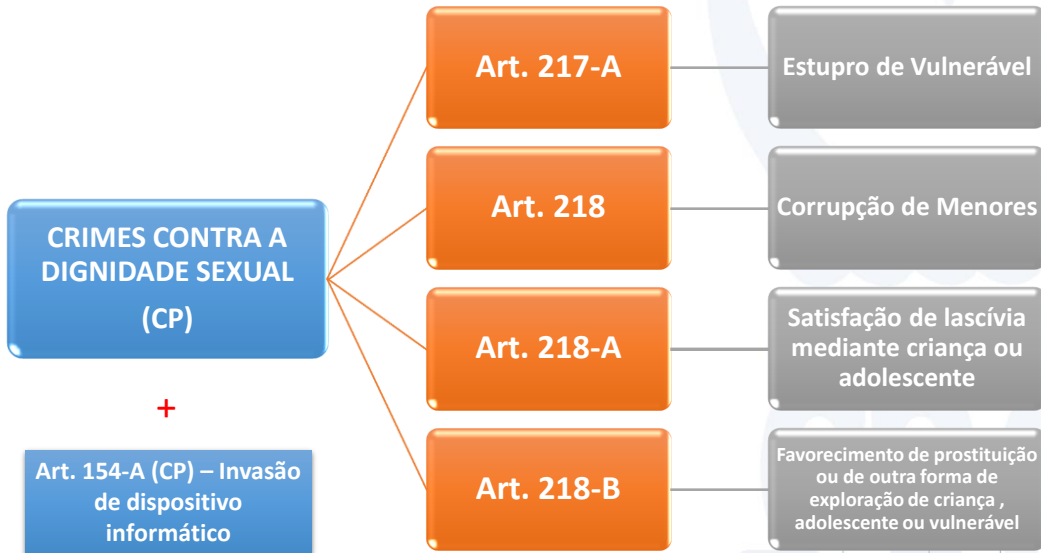 CRIMES CONTRA A
DIGNIDADE SEXUAL
(CP)
+
Art. 154-A (CP) – Invasão
de dispositivo
informático
Art. 217-A
Estupro de Vulnerável
Art. 218
Corrupção de Menores
Art. 218-A
Satisfação de lascívia
mediante criança ou
adolescente
Art. 218-B
Favorecimento de prostituição
ou de outra forma de
exploração de criança ,
adolescente ou vulnerável